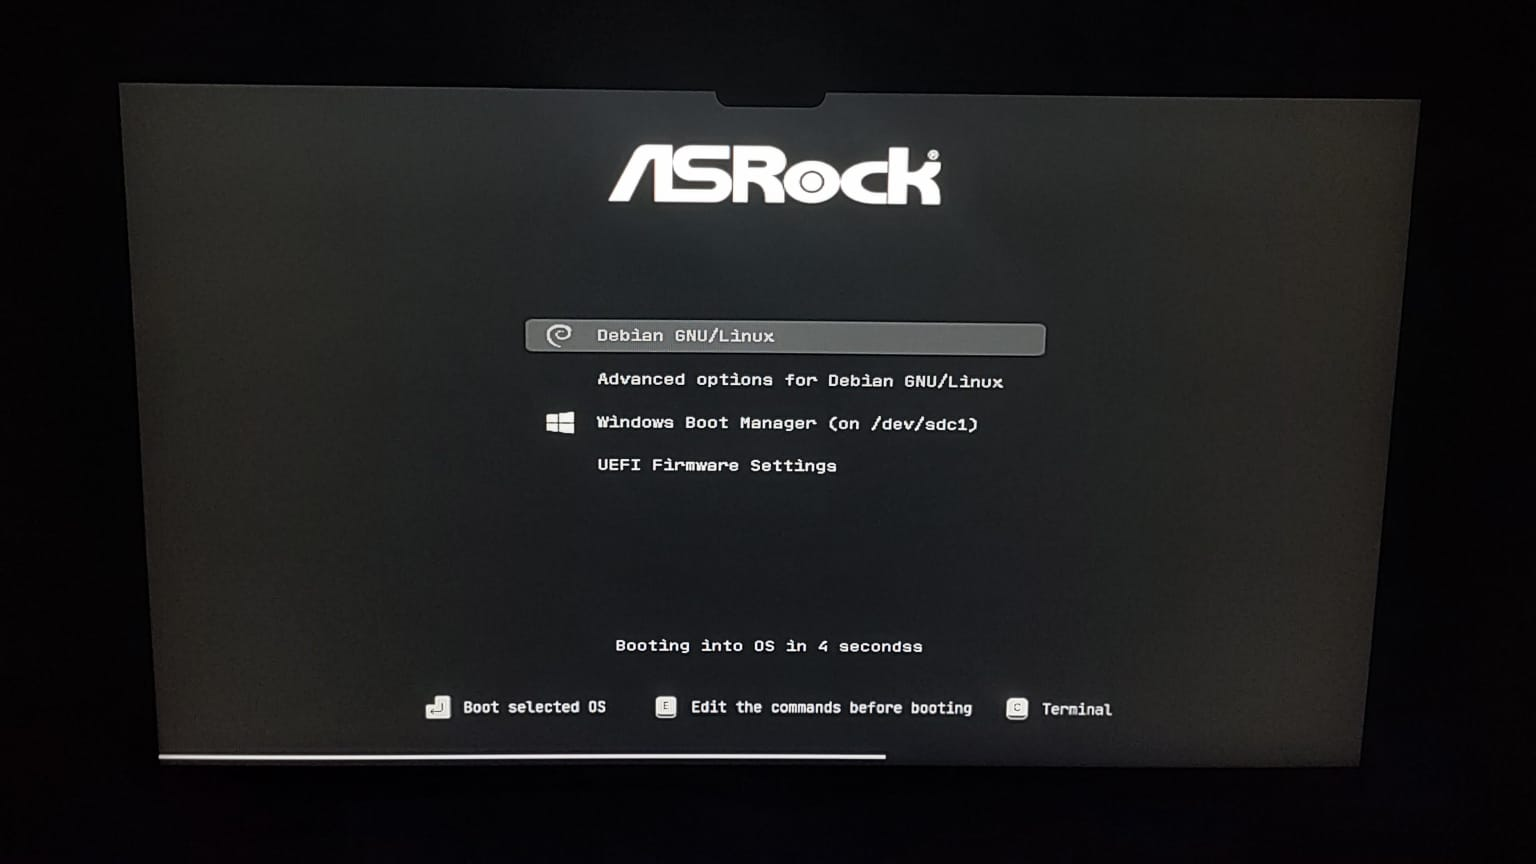 ASRock®
Debian GNU/Linux
Advanced options for Debian GNU/Linux
Windows Boot Manager (on /dev/sdc1)
UEFI Firmware Settings
Booting into OS in 4 secondss
Boot selected OS E Edit the commands before booting C Terminal